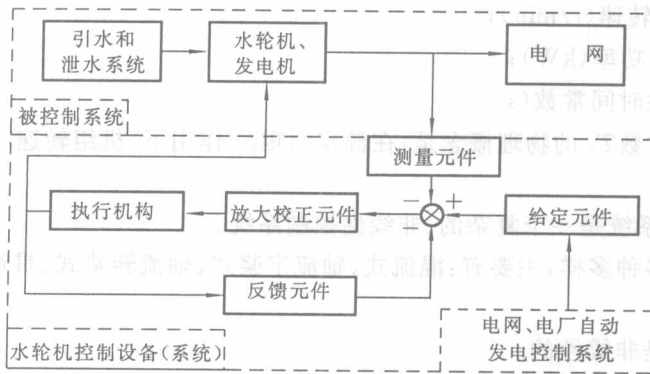 引水和
泄水系统
水轮机、
发电机
电 网
被控制系统
测量元件
－ ＋
执行机构
放大校正元件
给定元件
反馈元件
电网、电厂自动
发电控制系统
水轮机控制设备(系统)